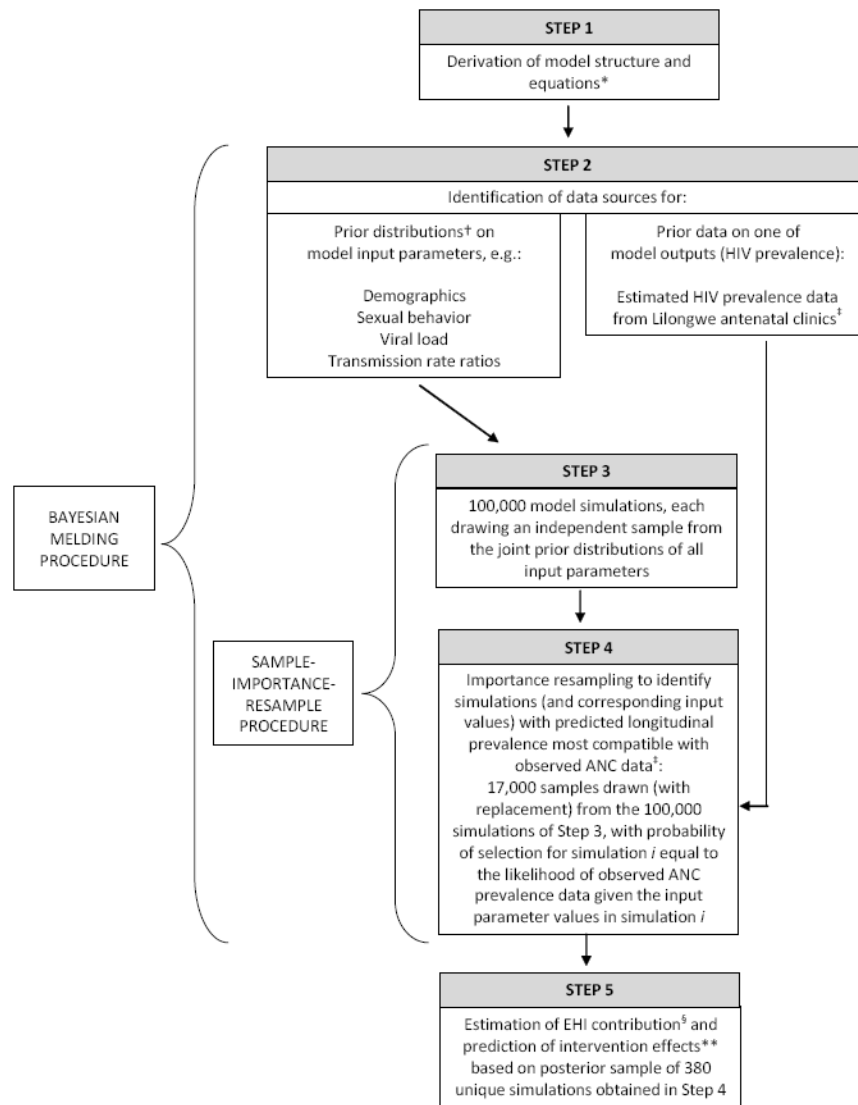 STEP 1
Derivation of model structure and
equations*
STEP 2
Identification of data sources for:
Prior distributions† on
model input parameters, e.g.:
Demographics
Sexual behavior
Viral load
Transmission rate ratios
Prior data on one of
model outputs (HIV prevalence):
Estimated HIV prevalence data
from Lilongwe antenatal clinics‡
BAYESIAN
MELDING
PROCEDURE
STEP 3
100,000 model simulations, each
drawing an independent sample from
the joint prior distributions of all
input parameters
SAMPLE-
IMPORTANCE-
RESAMPLE
PROCEDURE
STEP 4
Importance resampling to identify
simulations (and corresponding input
values) with predicted longitudinal
prevalence most compatible with
observed ANC data‡:
17,000 samples drawn (with
replacement) from the 100,000
simulations of Step 3, with probability
of selection for simulation i equal to
the likelihood of observed ANC
prevalence data given the input
parameter values in simulation i
STEP 5
Estimation of EHI contribution§ and
prediction of intervention effects**
based on posterior sample of 380
unique simulations obtained in Step 4